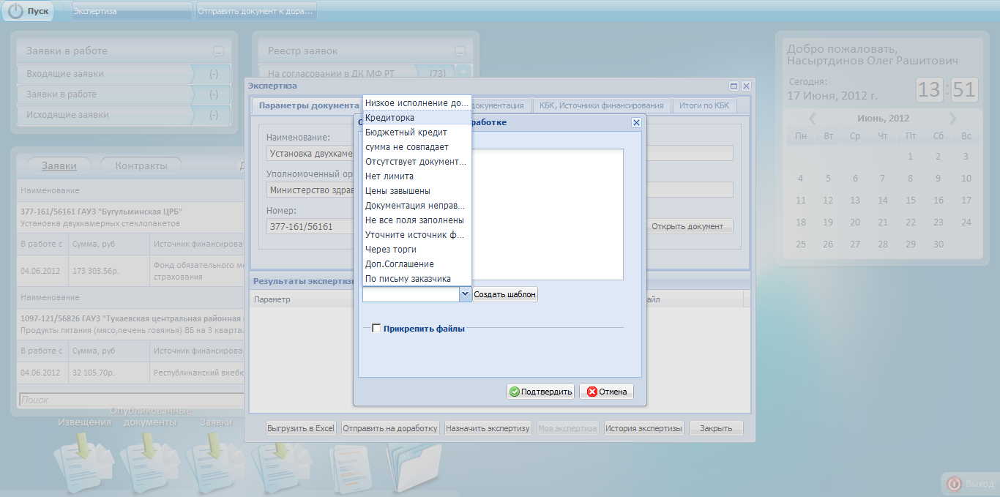 Пуск
Экспертиза
Отправить документ к дора...
Заявки в работе
Входящие заявки (-)
Заявки в работе (-)
Исходящие заявки (-)
Реестр заявок
На согласовании в ДК МФ РТ (73)
Добро пожаловать,
Насыртдинов Олег Рашитович
Сегодня:
17 Июня, 2012 г.
13:51
Июнь, 2012
Пн Вт Ср Чт Пт Сб Вс
1 2 3
4 5 6 7 8 9 10
11 12 13 14 15 16 17
18 19 20 21 22 23 24
25 26 27 28 29 30
Заявки Контракты
Наименование
377-161/56161 ГАУЗ "Бугульминская ЦРБ"
Установка двухкамерных стеклопакетов
В работе с Сумма, руб Источник финансирова
04.06.2012 173 303.56р. Фонд обязательного ме
страхования
Наименование
1097-121/56826 ГАУЗ "Тукаевская центральная районная
Продукты питания (мясо,печень говяжья) ВБ на 3 кварта
В работе с Сумма, руб Источник финансирова
04.06.2012 32 105.70р. Республиканский внебю
Поиск
Экспертиза
Параметры документа
документация
КБК, Источники финансирования
Итоги по КБК
Наименование:
Установка двухкаме
Уполномоченный ор
Министерство здрав
Номер:
377-161/56161
Открыть документ
Результаты экспертизы
Параметр
айл
работке
Низкое исполнение до...
Кредиторка
Бюджетный кредит
сумма не совпадает
Отсутствует документ...
Нет лимита
Цены завышены
Документация неправ...
Не все поля заполнены
Уточните источник ф...
Через торги
Доп.Соглашение
По письму заказчика
Создать шаблон
Прикрепить файлы
Подтвердить
Отмена
Выгрузить в Excel
Отправить на доработку
Назначить экспертизу
Моя экспертиза
История экспертизы
Закрыть
Извещения
Опубликованные
документы
Заявки
Выход